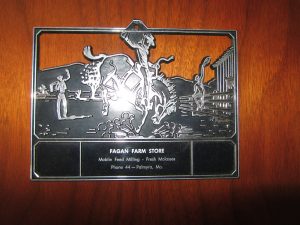 FAGAN FARM STORE
Mobile Feed Milling - Fresh Molasses
Phone 44 — Palmyra, Mo.